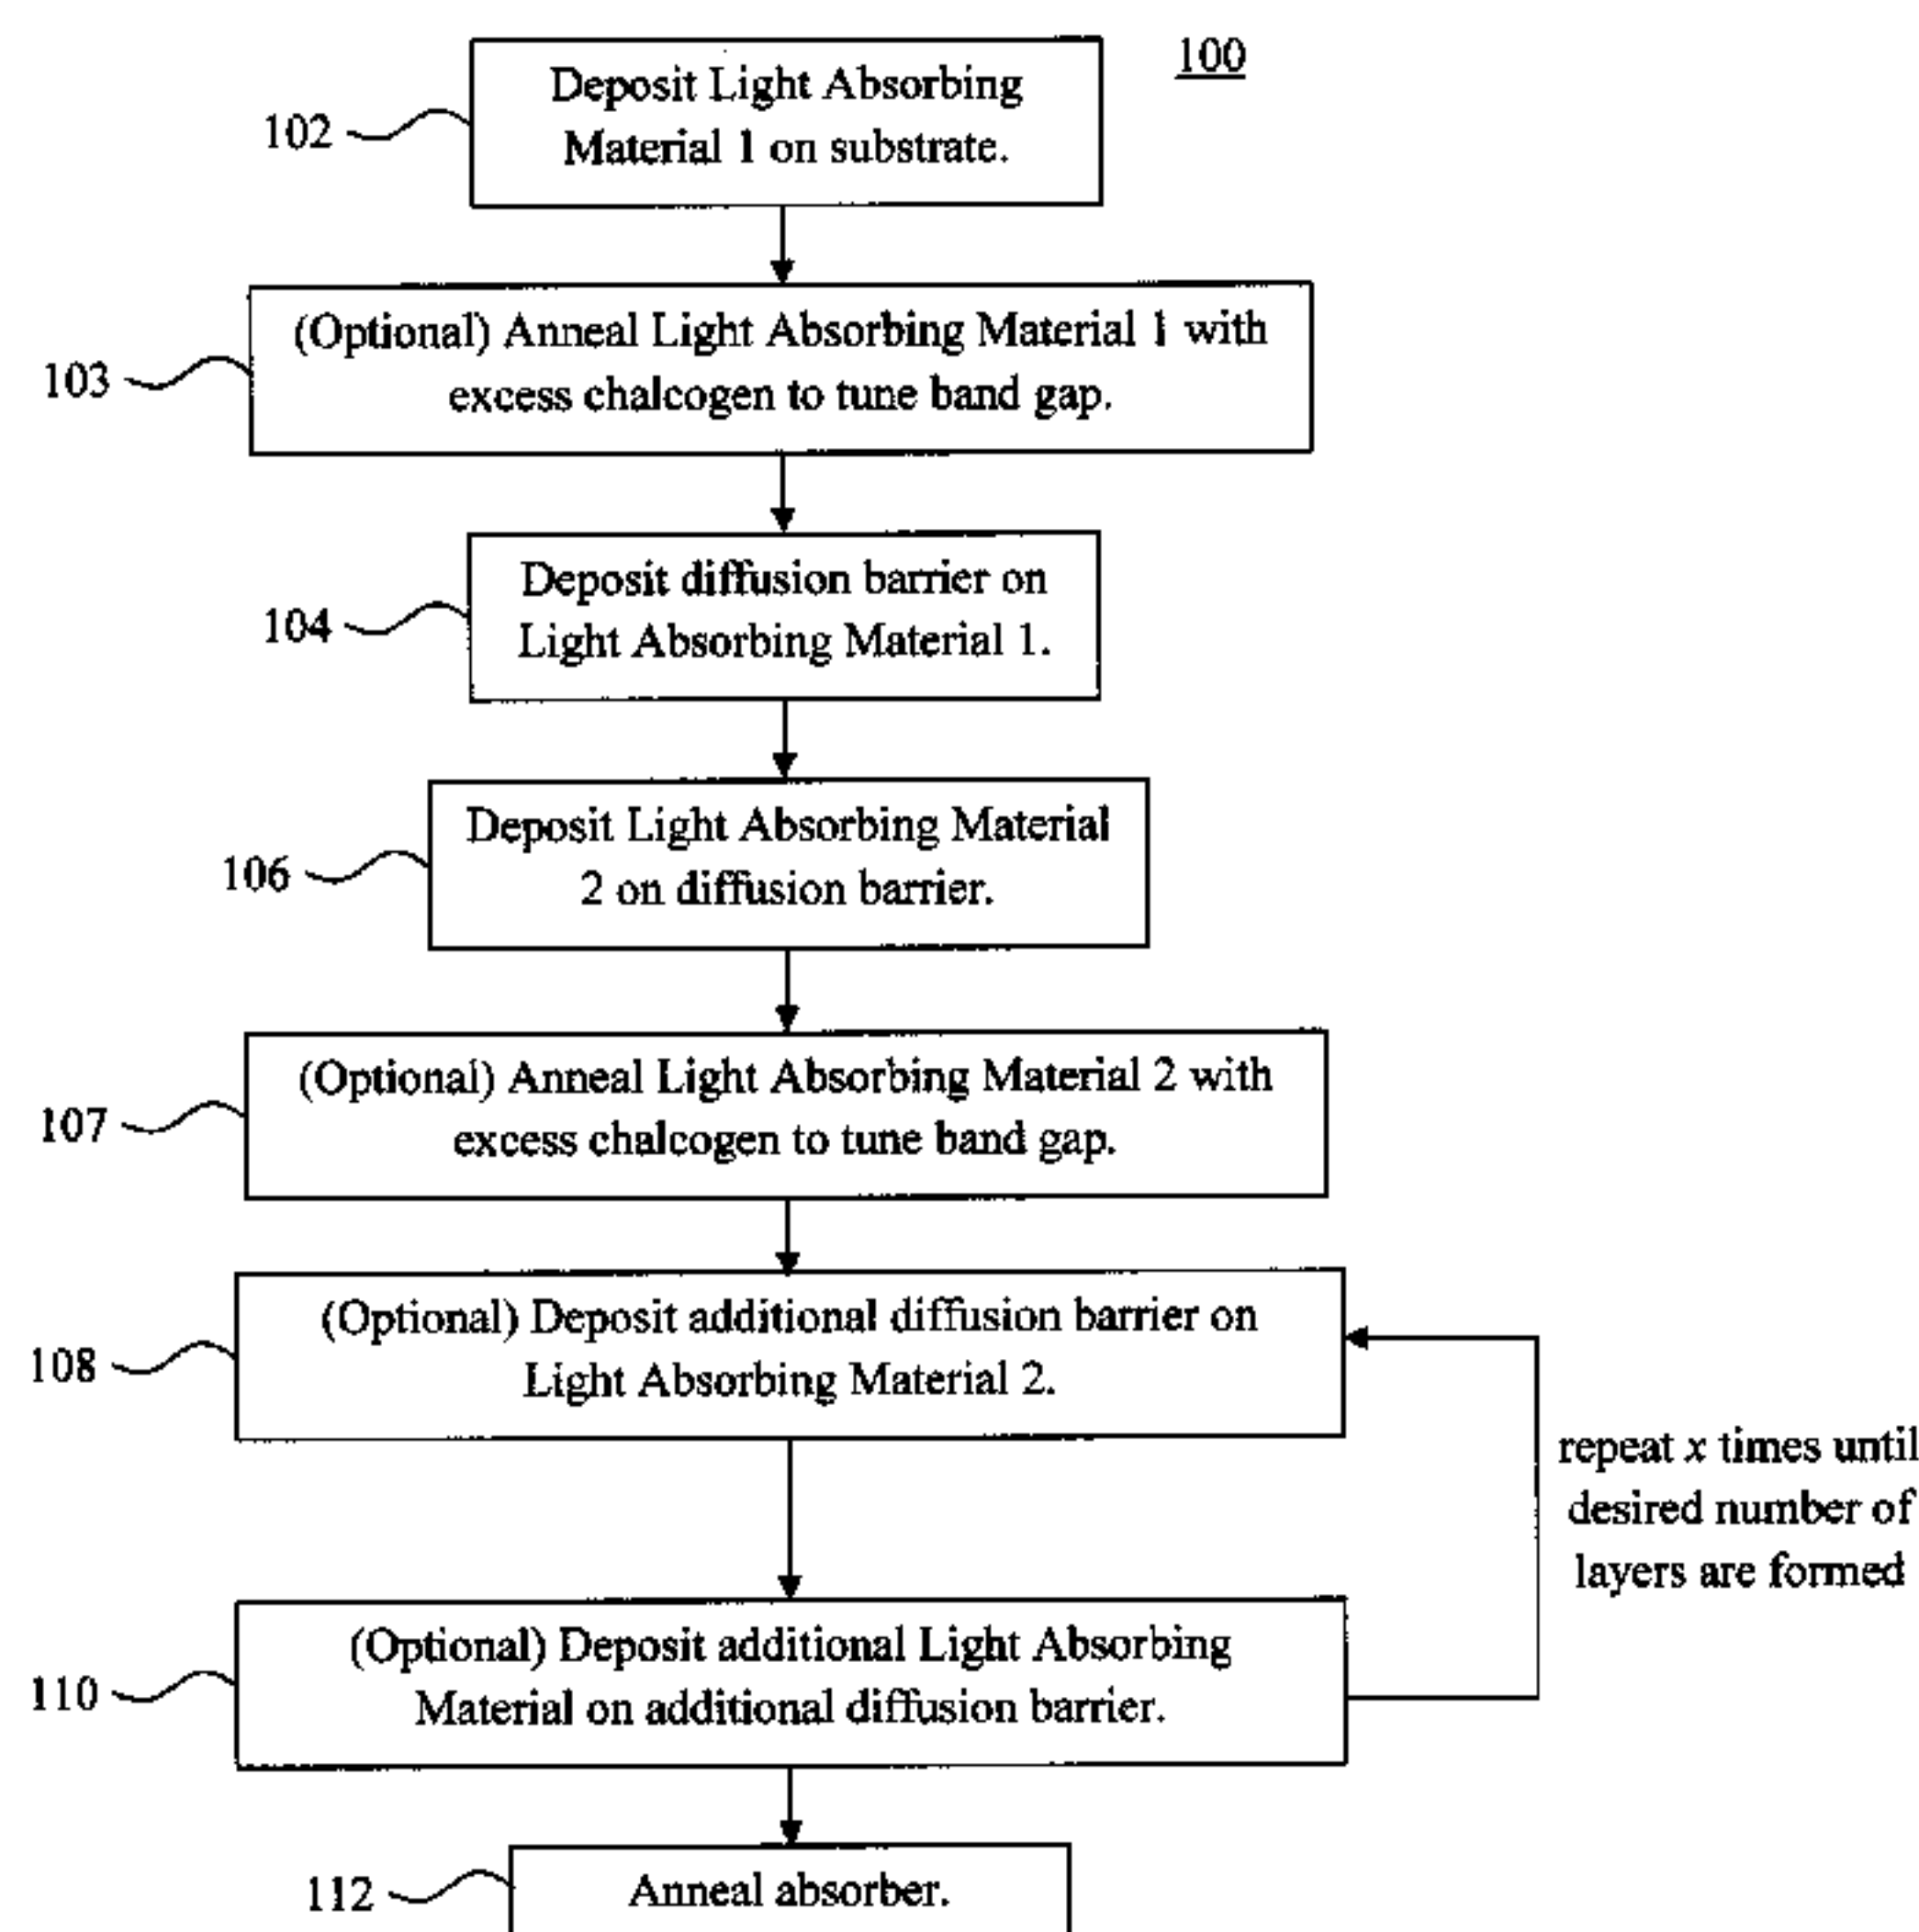 100
102
Deposit Light Absorbing
Material 1 on substrate.
103
(Optional) Anneal Light Absorbing Material 1 with
excess chalcogen to tune band gap.
104
Deposit diffusion barrier on
Light Absorbing Material 1.
106
Deposit Light Absorbing Material
2 on diffusion barrier.
107
(Optional) Anneal Light Absorbing Material 2 with
excess chalcogen to tune band gap.
108
(Optional) Deposit additional diffusion barrier on
Light Absorbing Material 2.
repeat x times until
desired number of
layers are formed
110
(Optional) Deposit additional Light Absorbing
Material on additional diffusion barrier.
112
Anneal absorber.